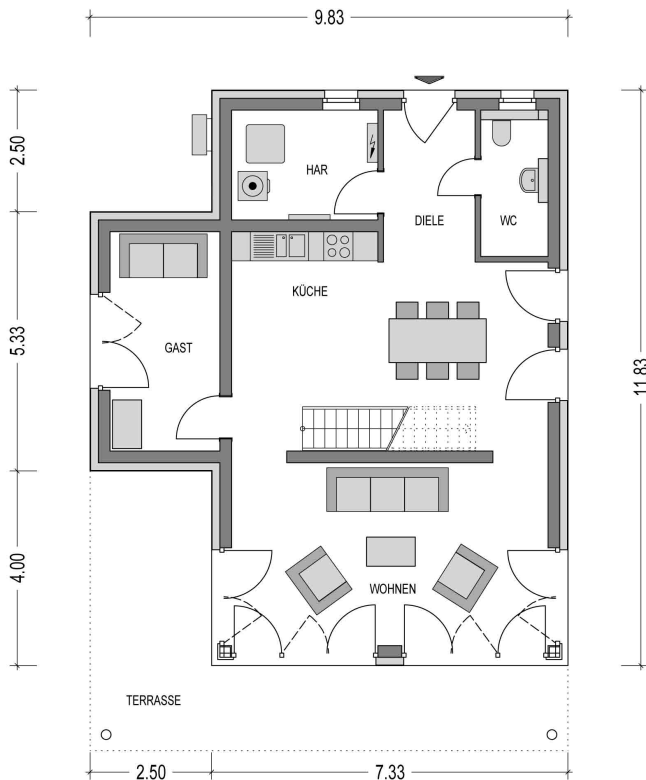 9.83
2.50
HAR
DIELE
WC
KÜCHE
GAST
5.33
11.83
4.00
WOHNEN
TERRASSE
2.50
7.33